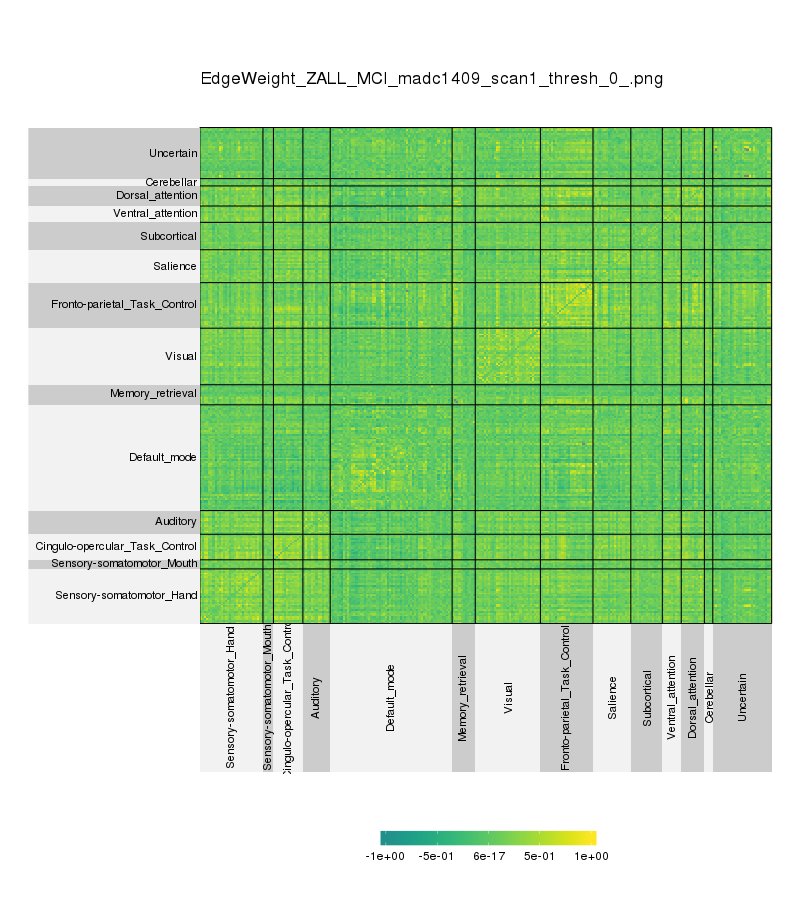 EdgeWeight_ZALL_MCI_madc1409_scan1_thresh_0_.png
Uncertain
Cerebellar
Dorsal_attention
Ventral_attention
Subcortical
Salience
Fronto-parietal_Task_Control
Visual
Memory_retrieval
Default_mode
Auditory
Cingulo-opercular_Task_Control
Sensory-somatomotor_Mouth
Sensory-somatomotor_Hand
Sensory-somatomotor_Hand
Sensory-somatomotor_Mouth
Cingulo-opercular_Task_Control
Auditory
Default_mode
Memory_retrieval
Visual
Fronto-parietal_Task_Control
Salience
Subcortical
Ventral_attention
Dorsal_attention
Cerebellar
Uncertain
-1e+00 -5e-01 6e-17 5e-01 1e+00